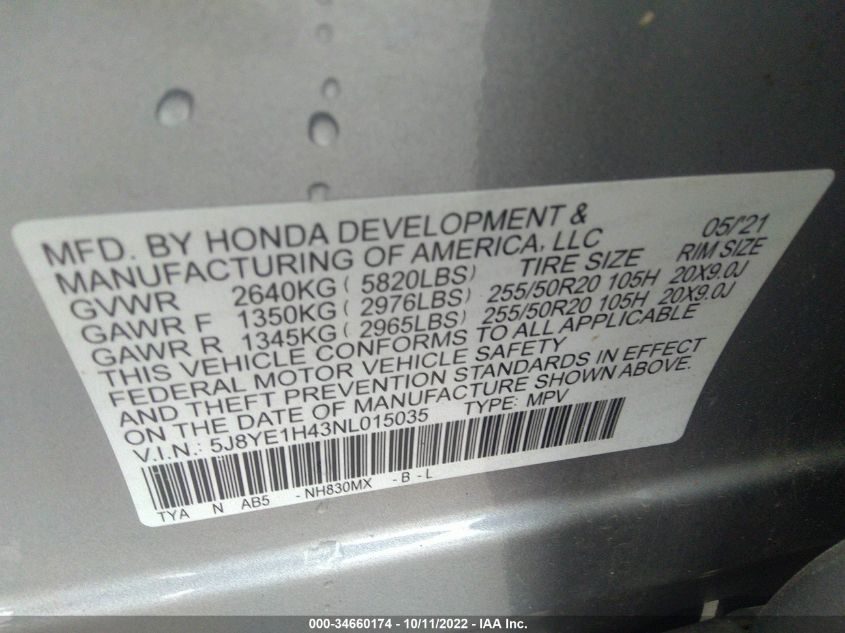 MFD. BY HONDA DEVELOPMENT & 05/'21
MANUFACTURING OF AMERICA, LLC
TIRE SIZE RIM SIZE
GVWR 2640KG ( 5820LBS)
GAWR F 1350KG ( 2976LBS) 255/50R20 105H 20X9.0J
GAWR R 1345KG ( 2965LBS) 255/50R20 105H 20X9.0J
THIS VEHICLE CONFORMS TO ALL APPLICABLE
FEDERAL MOTOR VEHICLE SAFETY
AND THEFT PREVENTION STANDARDS IN EFFECT
ON THE DATE OF MANUFACTURE SHOWN ABOVE.
V.I.N.: 5J8YE1H43NL015035 TYPE: MPV
TYA N AB5 - NH830MX - B - L
000-34660174 - 10/11/2022 - IAA Inc.